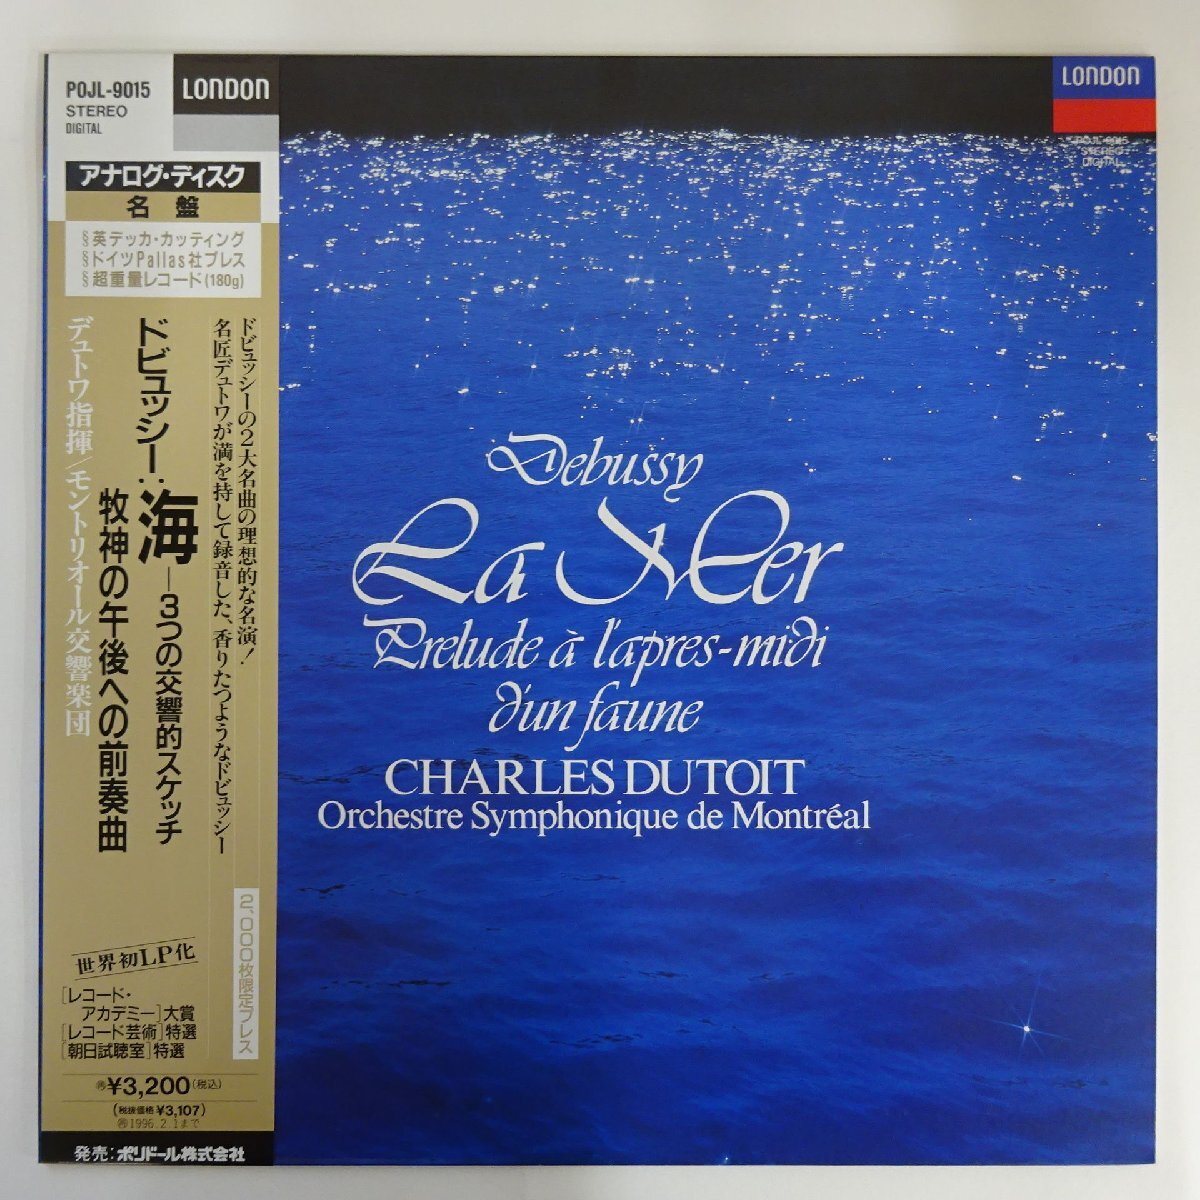 POJL-9015
STEREO
DIGITAL
LONDON
アナログ・ディスク
名盤
§英デッカ・カッティング
§ドイツPallas社プレス
§超重量レコード(180g)
ドビュッシーの2大名曲の理想的な名演!
名匠デュトワが満を持して録音した、香りたつようなドビュッシー
ドビュッシー:海—3つの交響的スケッチ
牧神の午後への前奏曲
デュトワ指揮/モントリオール交響楽団
2,000枚限定プレス
世界初LP化
[レコード・
アカデミー]大賞
[レコード芸術]特選
[朝日試聴室]特選
¥3,200(税込)
(税抜価格¥3,107)
1996.2.1まで
発売:ポリドール株式会社
LONDON
POJL-9015
STEREO
DIGITAL
Debussy
La Mer
Prelude à l'apres-midi
d'un faune
CHARLES DUTOIT
Orchestre Symphonique de Montréal